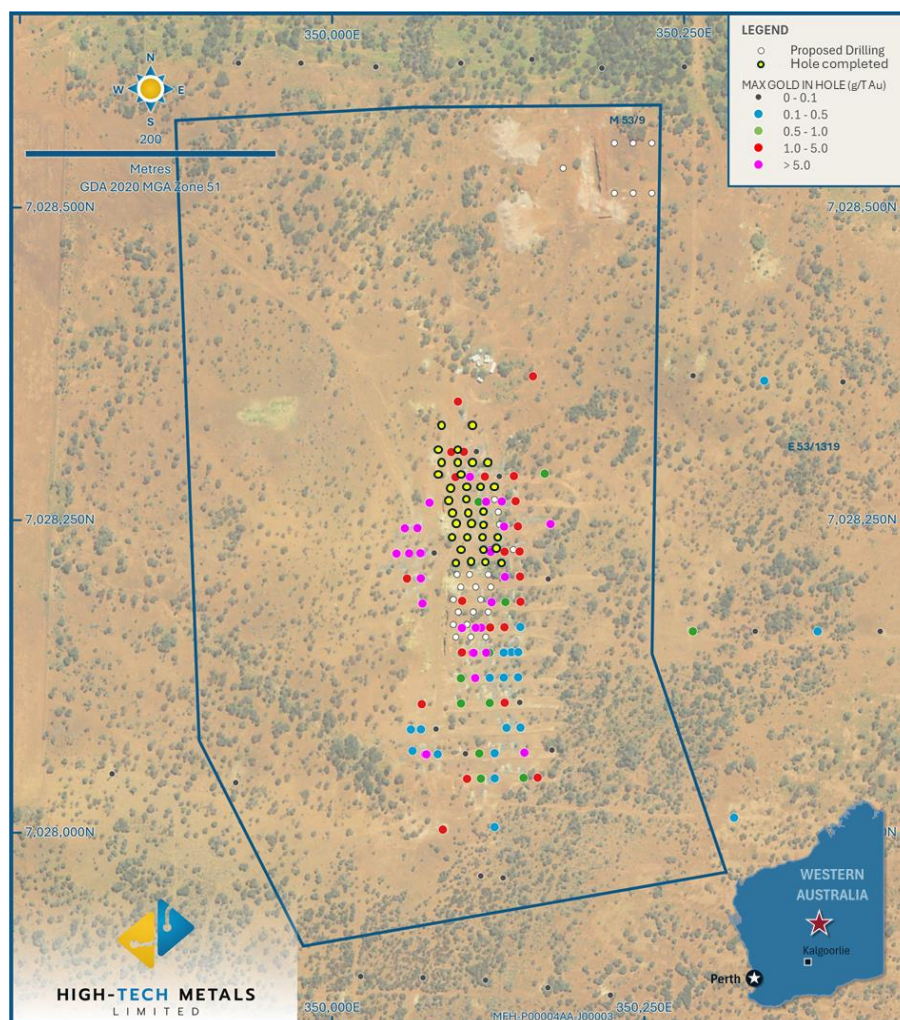 350,000E
350,250E
LEGEND
Proposed Drilling
Hole completed
MAX GOLD IN HOLE (g/T Au)
0 - 0.1
0.1 - 0.5
0.5 - 1.0
1.0 - 5.0
> 5.0
N
W E
S
200
Metres
GDA 2020 MGA Zone 51
M 53/9
7,028,500N
7,028,500N
E 53/1319
7,028,250N
7,028,250N
7,028,000N
WESTERN
AUSTRALIA
Kalgoorlie
Perth
HIGH-TECH METALS
LIMITED
350,000E
350,250E
MEH-P00004AA-J00003